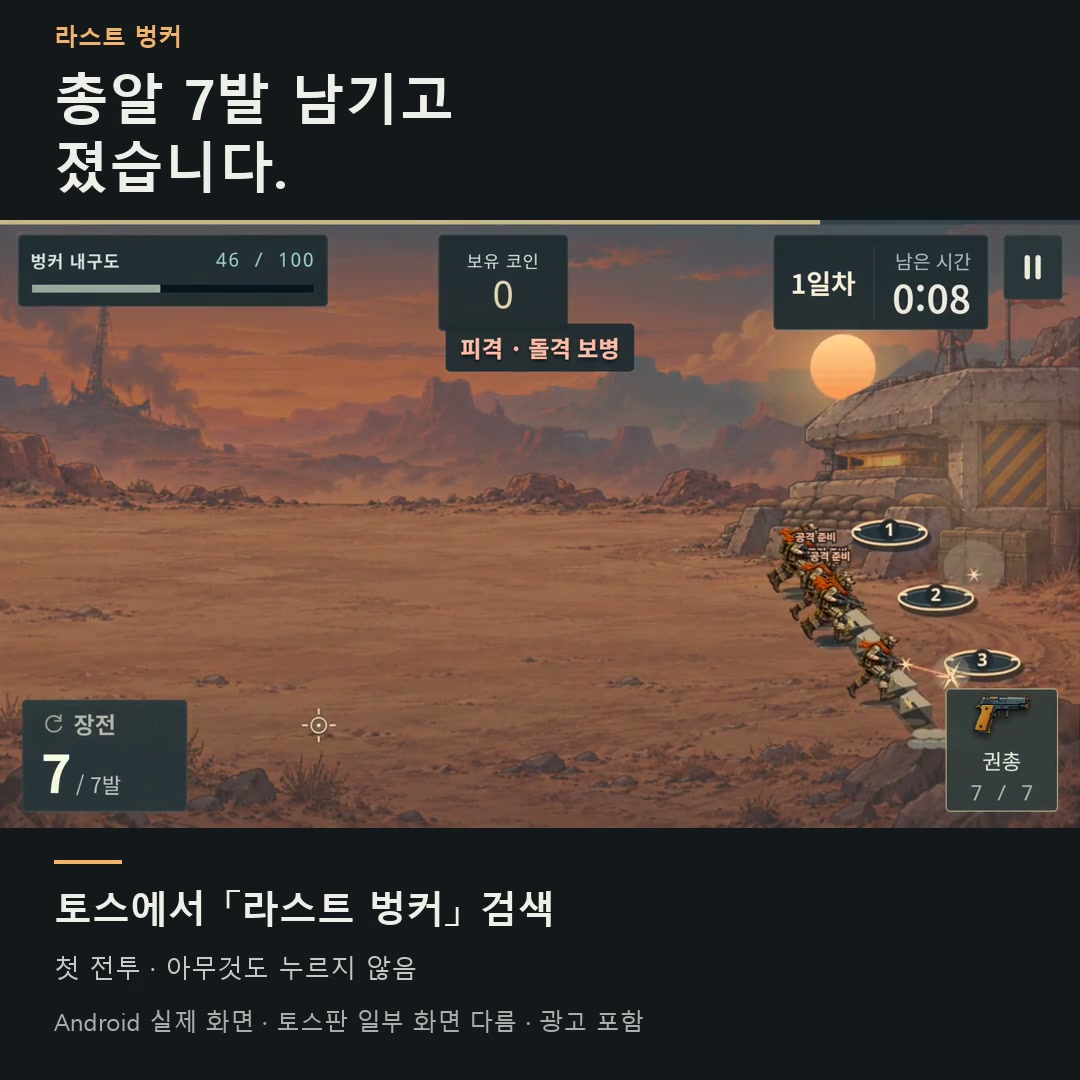 라스트 벙커
총알 7발 남기고
졌습니다.
벙커 내구도 46 / 100
보유 코인
0
1일차
남은 시간
0:08
피격 · 돌격 보병
1
공격 준비
공격 준비
2
3
장전
7 / 7발
권총
7 / 7
토스에서 「라스트 벙커」 검색
첫 전투 · 아무것도 누르지 않음
Android 실제 화면 · 토스판 일부 화면 다름 · 광고 포함